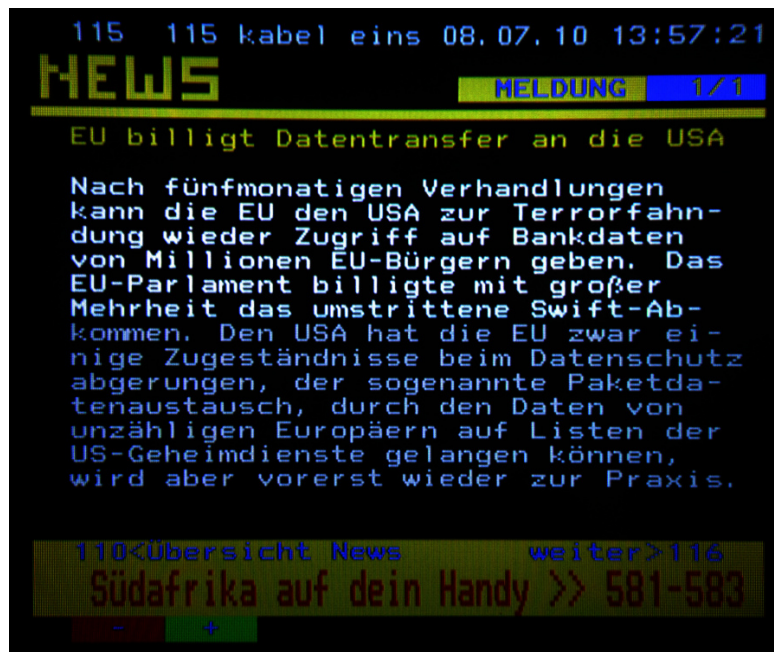 115 115 kabel eins 08.07.10 13:57:21
NEWS
MELDUNG 1/1
EU billigt Datentransfer an die USA
Nach fünfmonatigen Verhandlungen
kann die EU den USA zur Terrorfahn-
dung wieder Zugriff auf Bankdaten
von Millionen EU-Bürgern geben. Das
EU-Parlament billigte mit großer
Mehrheit das umstrittene Swift-Ab-
kommen. Den USA hat die EU zwar ei-
nige Zugeständnisse beim Datenschutz
abgerungen, der sogenannte Paketda-
tenaustausch, durch den Daten von
unzähligen Europäern auf Listen der
US-Geheimdienste gelangen können,
wird aber vorerst wieder zur Praxis.
110<Übersicht News weiter>116
Südafrika auf dein Handy >> 581-583
- +